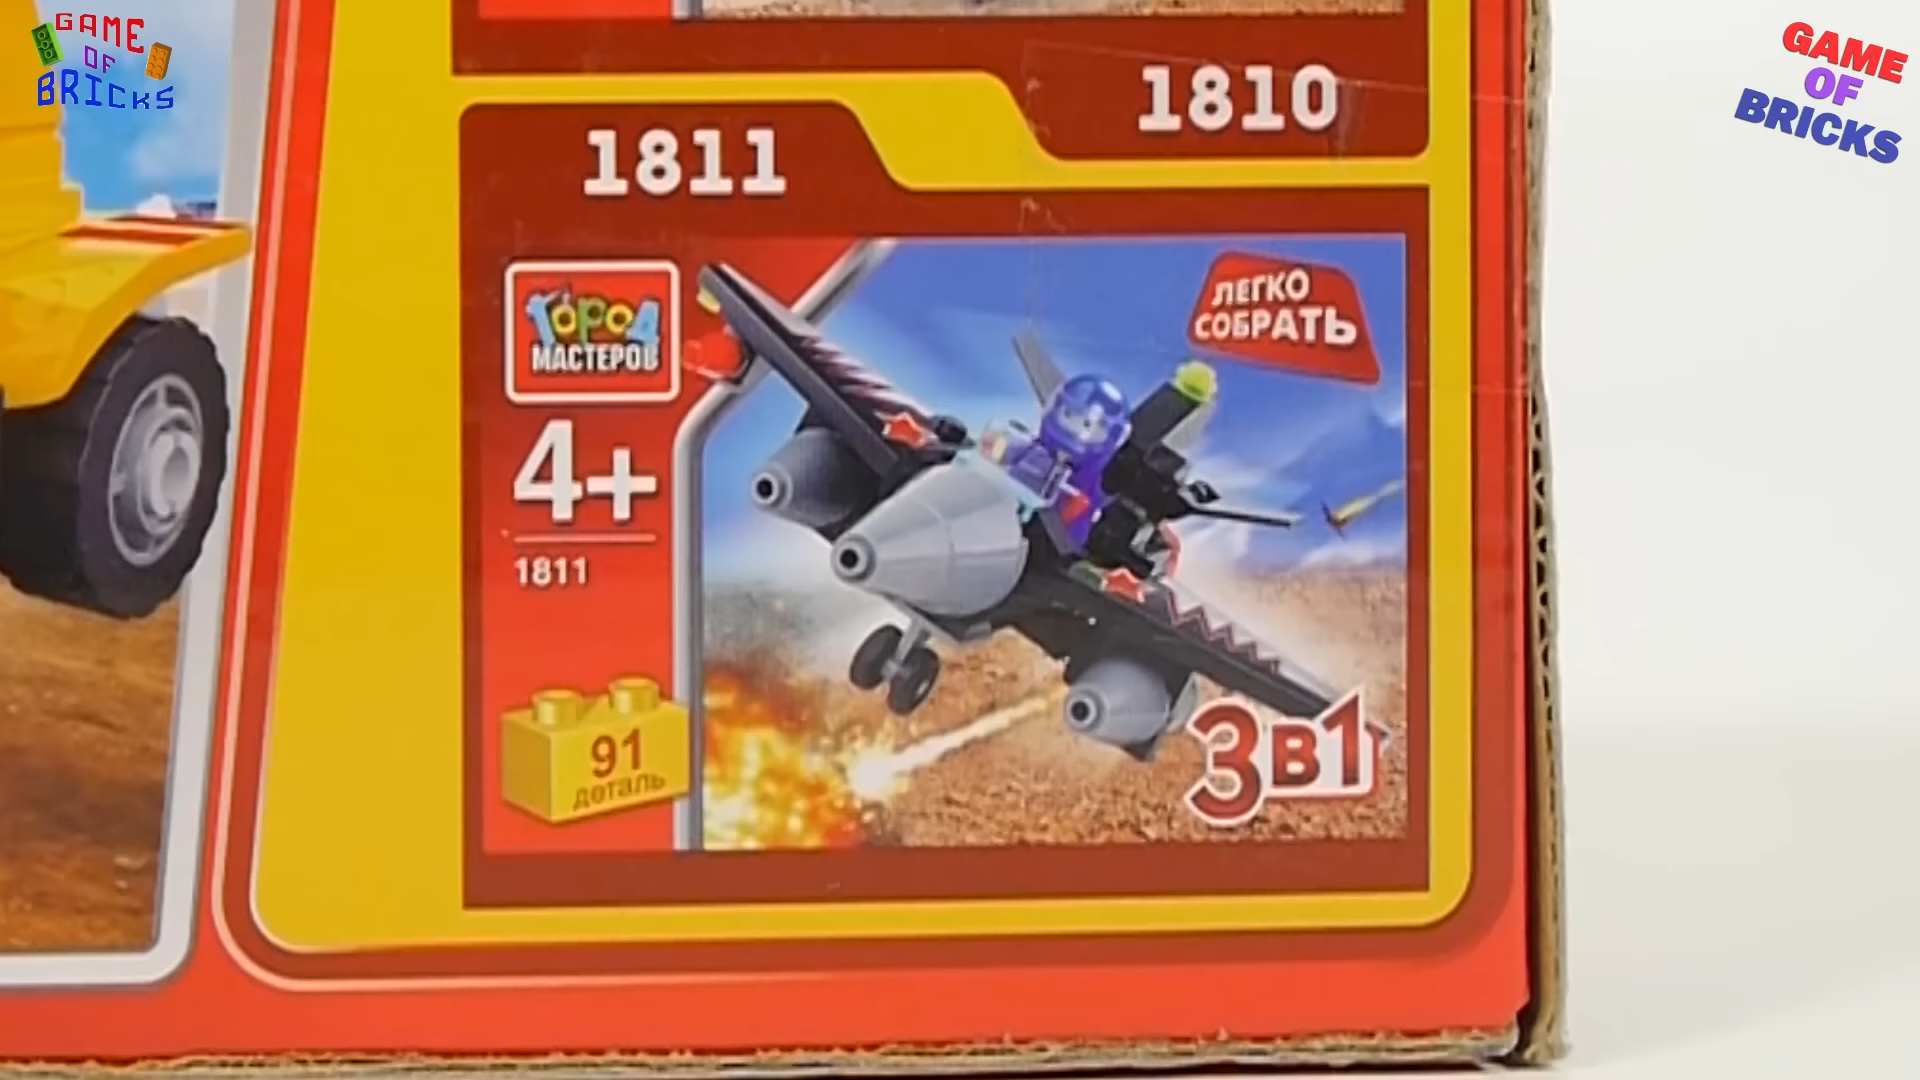 GAME
OF
BRICKS
GAME
OF
BRICKS
1810
1811
ГОРОД
МАСТЕРОВ
ЛЕГКО
СОБРАТЬ
4+
1811
91
деталь
3в1